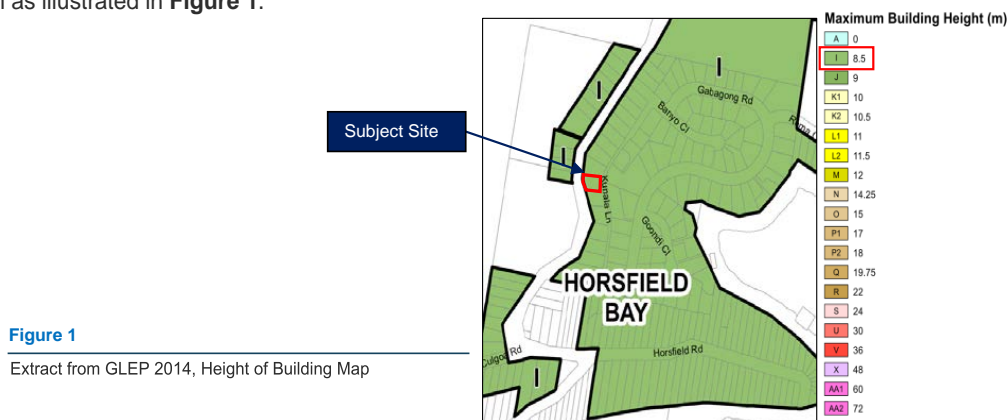 as illustrated in Figure 1.
Maximum Building Height (m)
A 0
I 8.5
J 9
K1 10
K2 10.5
L1 11
L2 11.5
M 12
N 14.25
O 15
P1 17
P2 18
Q 19.75
R 22
S 24
U 30
V 36
X 48
AA1 60
AA2 72
Subject Site
I
I
I
Gabagong Rd
Banyo Cl
Kunala Ln
Goondi Cl
HORSFIELD
BAY
Horsfield Rd
Rd
I
Figure 1
Extract from GLEP 2014, Height of Building Map